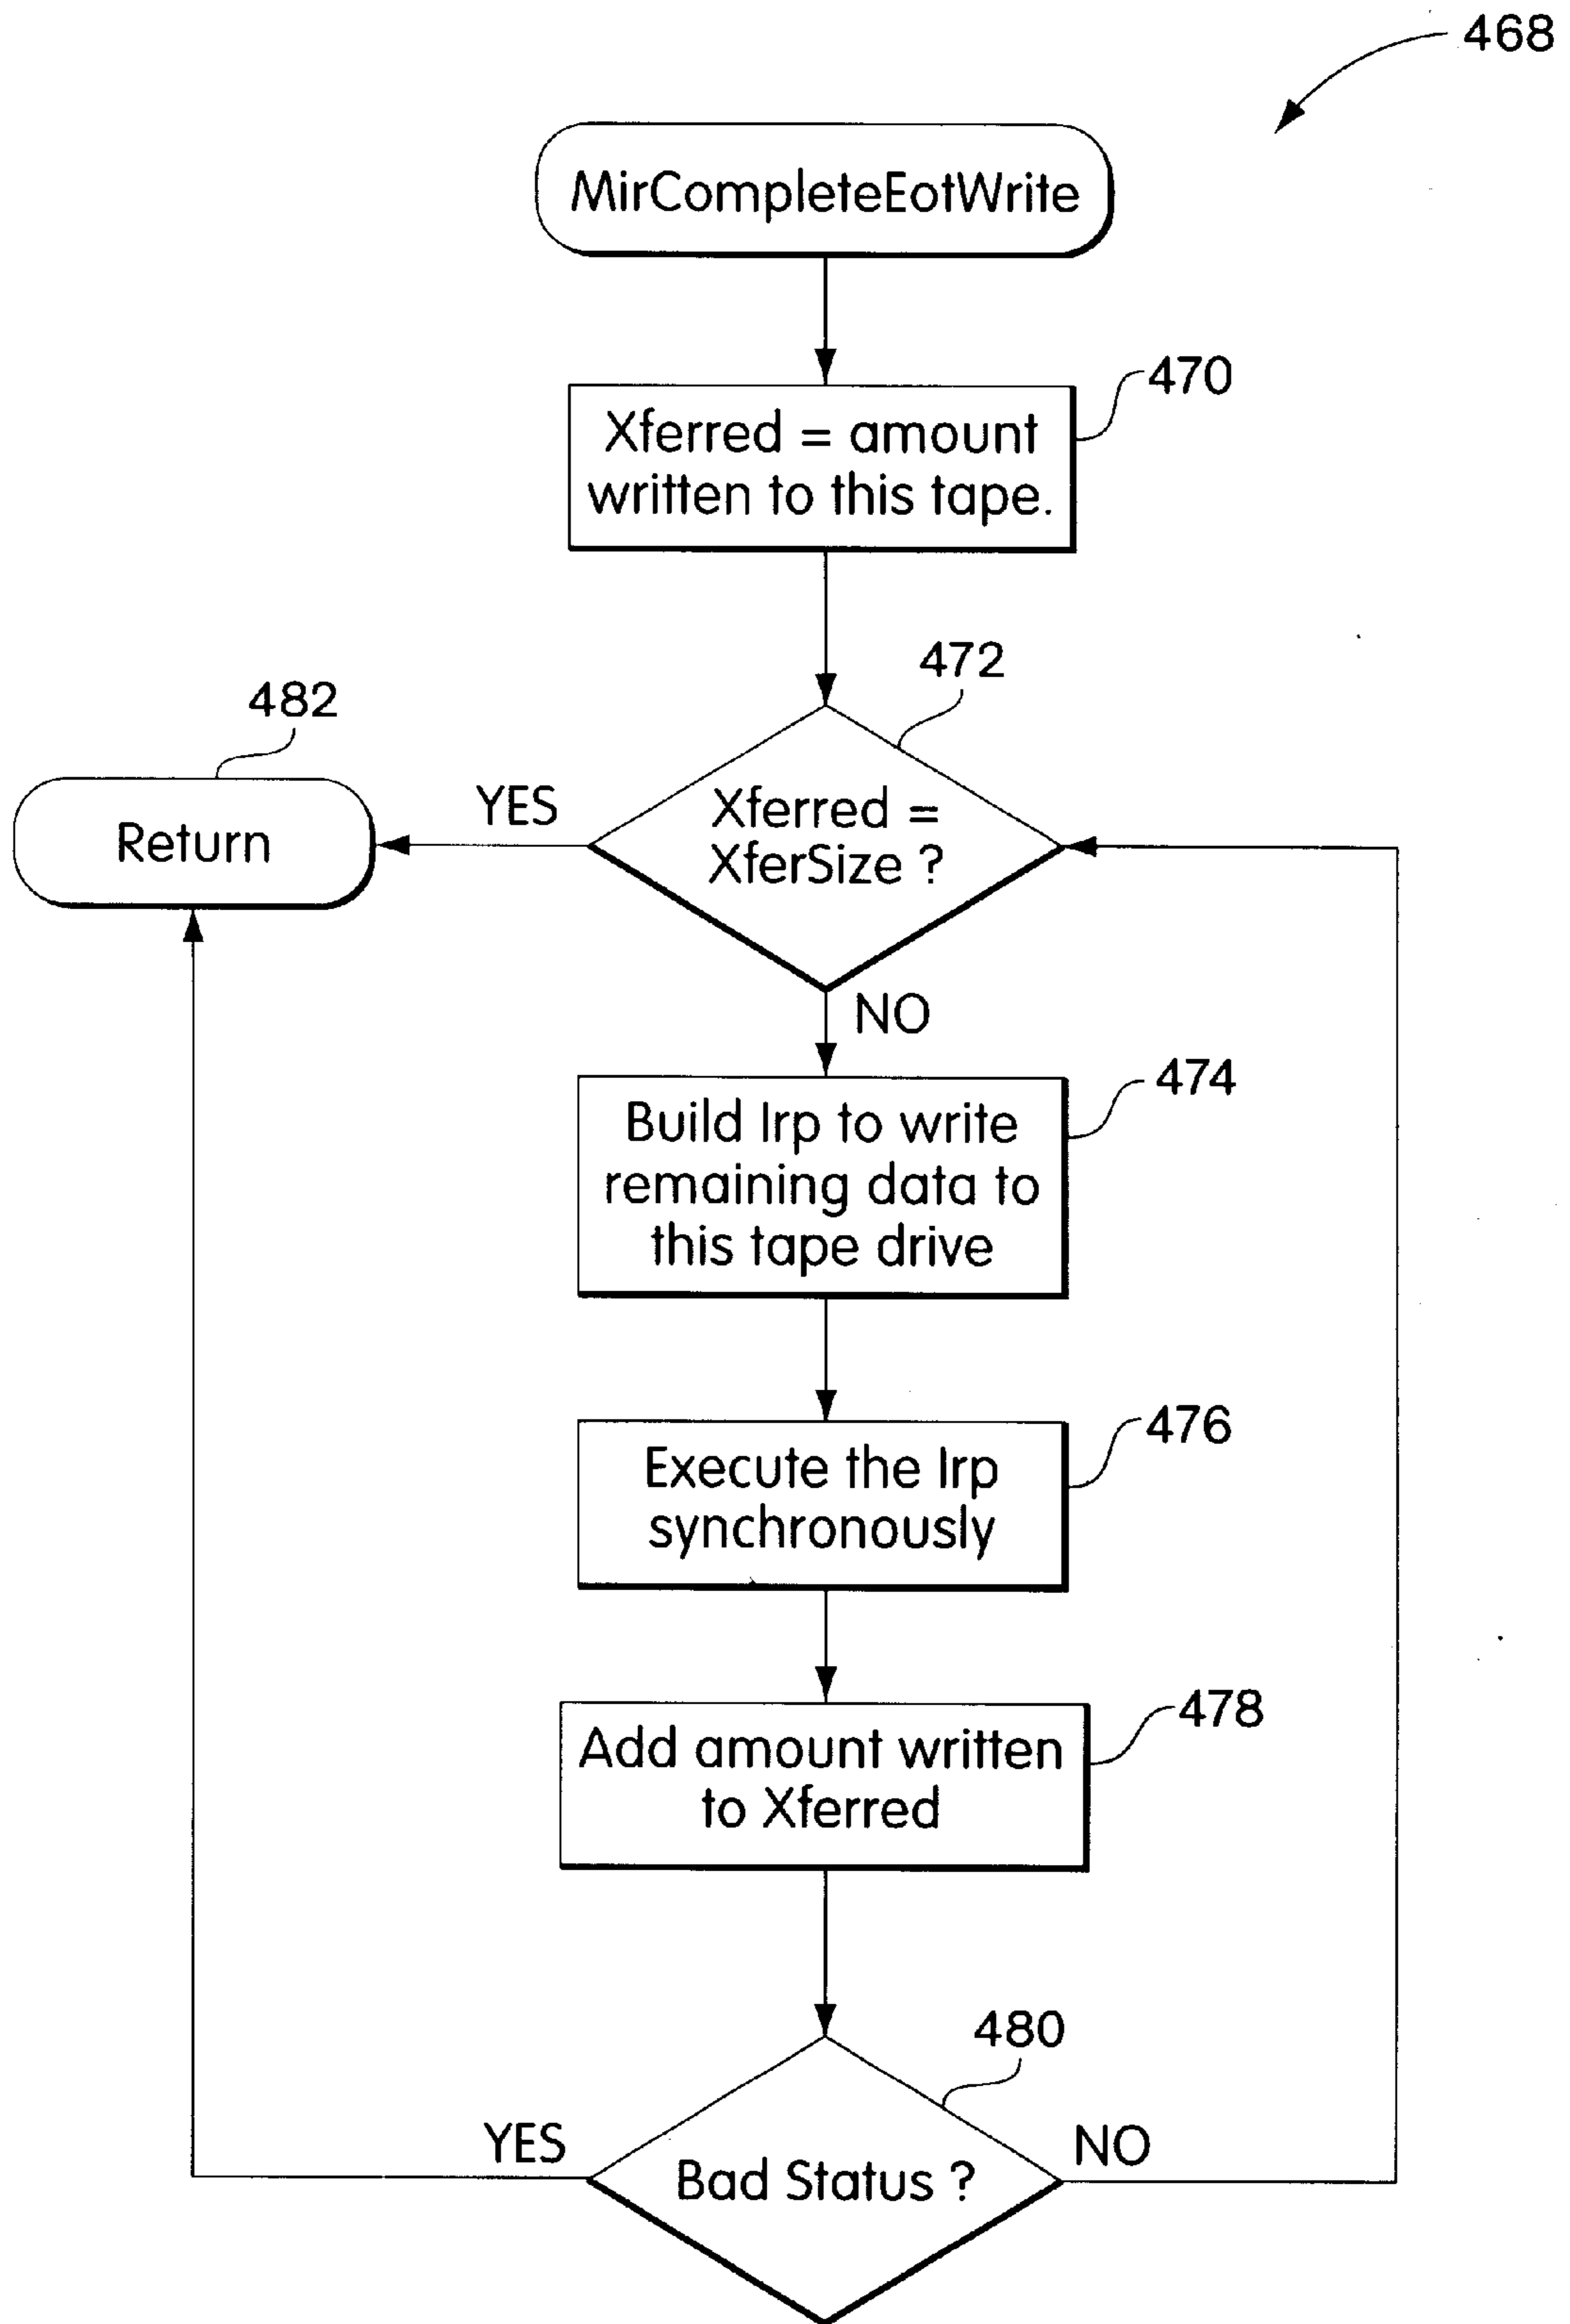 468
MirCompleteEotWrite
470
Xferred = amount
written to this tape.
472
482
YES
Xferred =
XferSize ?
Return
NO
474
Build Irp to write
remaining data to
this tape drive
476
Execute the Irp
synchronously
478
Add amount written
to Xferred
480
YES
NO
Bad Status ?